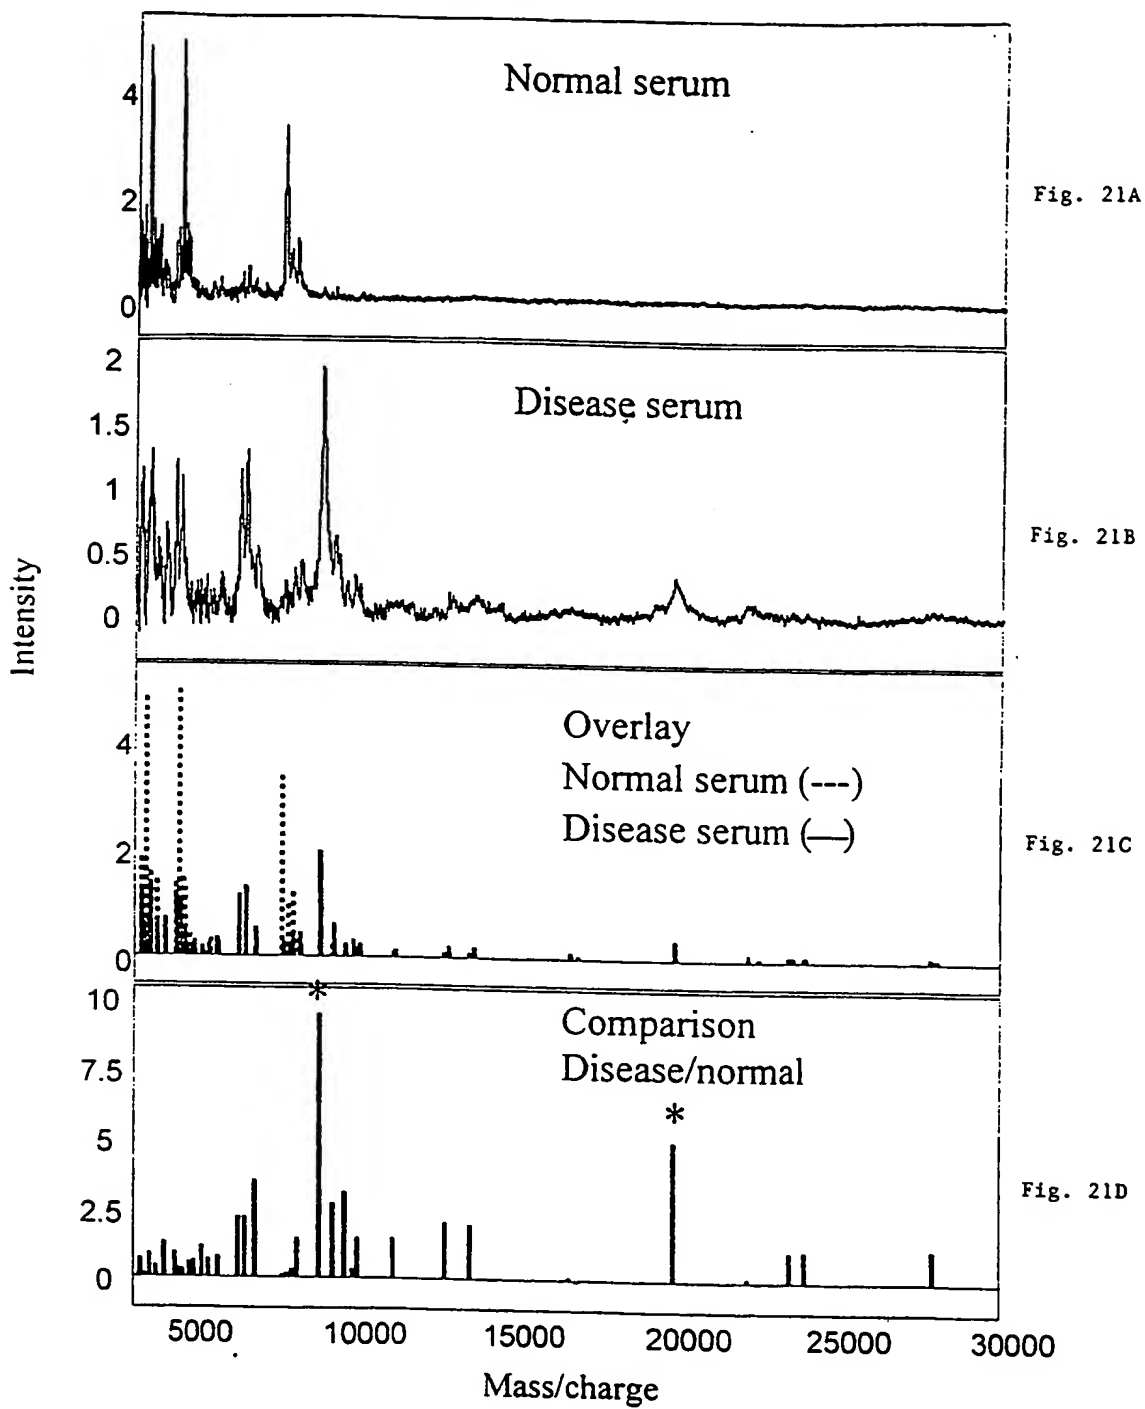 Normal serum
4
2
0
Fig. 21A
Disease serum
2
1.5
1
0.5
0
Fig. 21B
Intensity
Overlay
Normal serum (---)
Disease serum (—)
4
2
0
Fig. 21C
*
Comparison
Disease/normal
*
10
7.5
5
2.5
0
Fig. 21D
5000 10000 15000 20000 25000 30000
Mass/charge